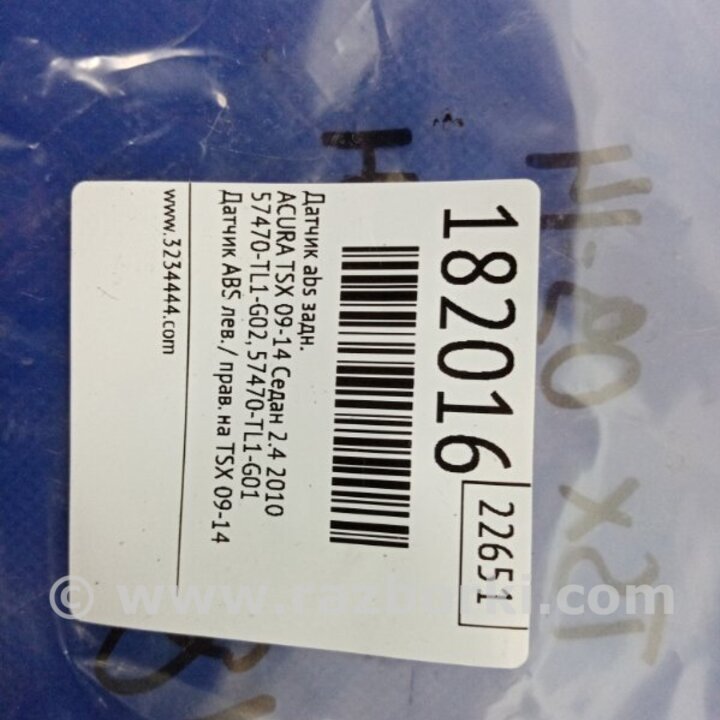 182016
22651
Датчик abs задн.
ACURA TSX 09-14 Седан 2.4 2010
57470-TL1-G02, 57470-TL1-G01
Датчик ABS лев./ прав. на TSX 09-14
www.3234444.com
© www.razborki.com